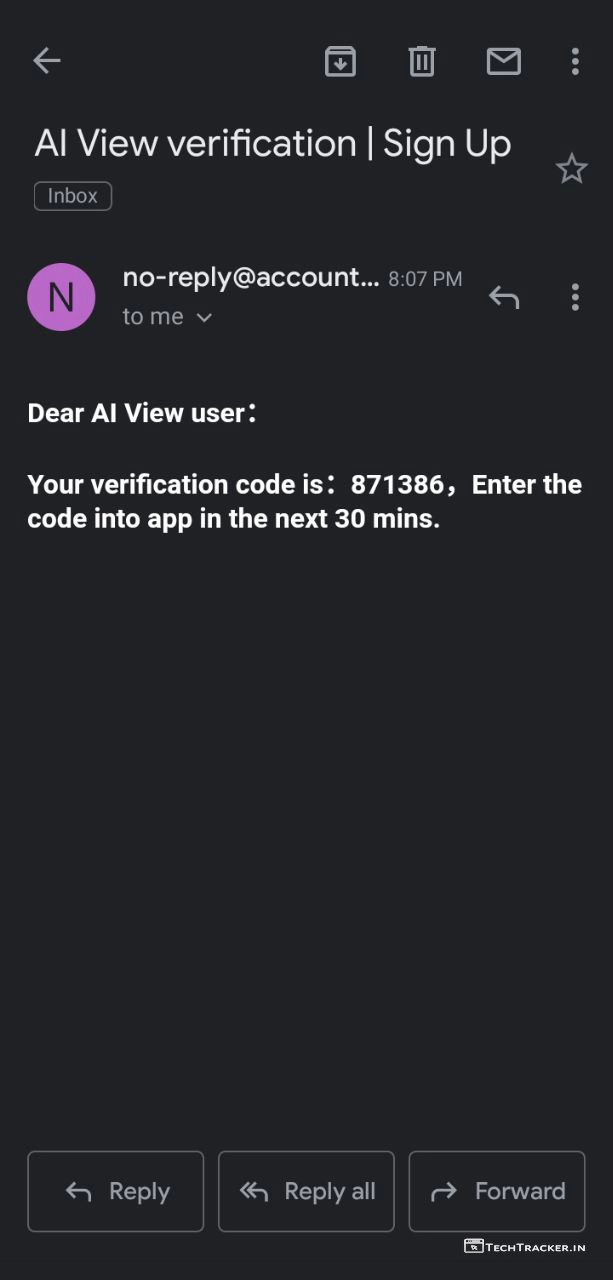 AI View verification | Sign Up
Inbox
N
no-reply@account... 8:07 PM
to me
Dear AI View user：
Your verification code is：871386，Enter the
code into app in the next 30 mins.
Reply
Reply all
Forward
TECHTRACKER.IN